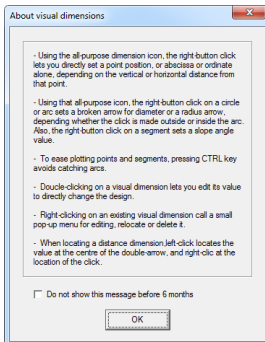 About visual dimensions
- Using the all-purpose dimension icon, the right-button click
lets you directly set a point position, or abscissa or ordinate
alone, depending on the vertical or horizontal distance from
that point.
- Using that all-purpose icon, the right-button click on a circle
or arc sets a broken arrow for diameter or a radius arrow,
depending whether the click is made outside or inside the arc.
Also, the right-button click on a segment sets a slope angle
value.
- To ease plotting points and segments, pressing CTRL key
avoids catching arcs.
- Doucle-clicking on a visual dimension lets you edit its value
to directly change the design.
- Right-clicking on an existing visual dimension call a small
pop-up menu for editing, relocate or delete it.
- When locating a distance dimension,left-click locates the
value at the centre of the double-arrow, and right-clic at the
location of the click.
Do not show this message before 6 months
OK